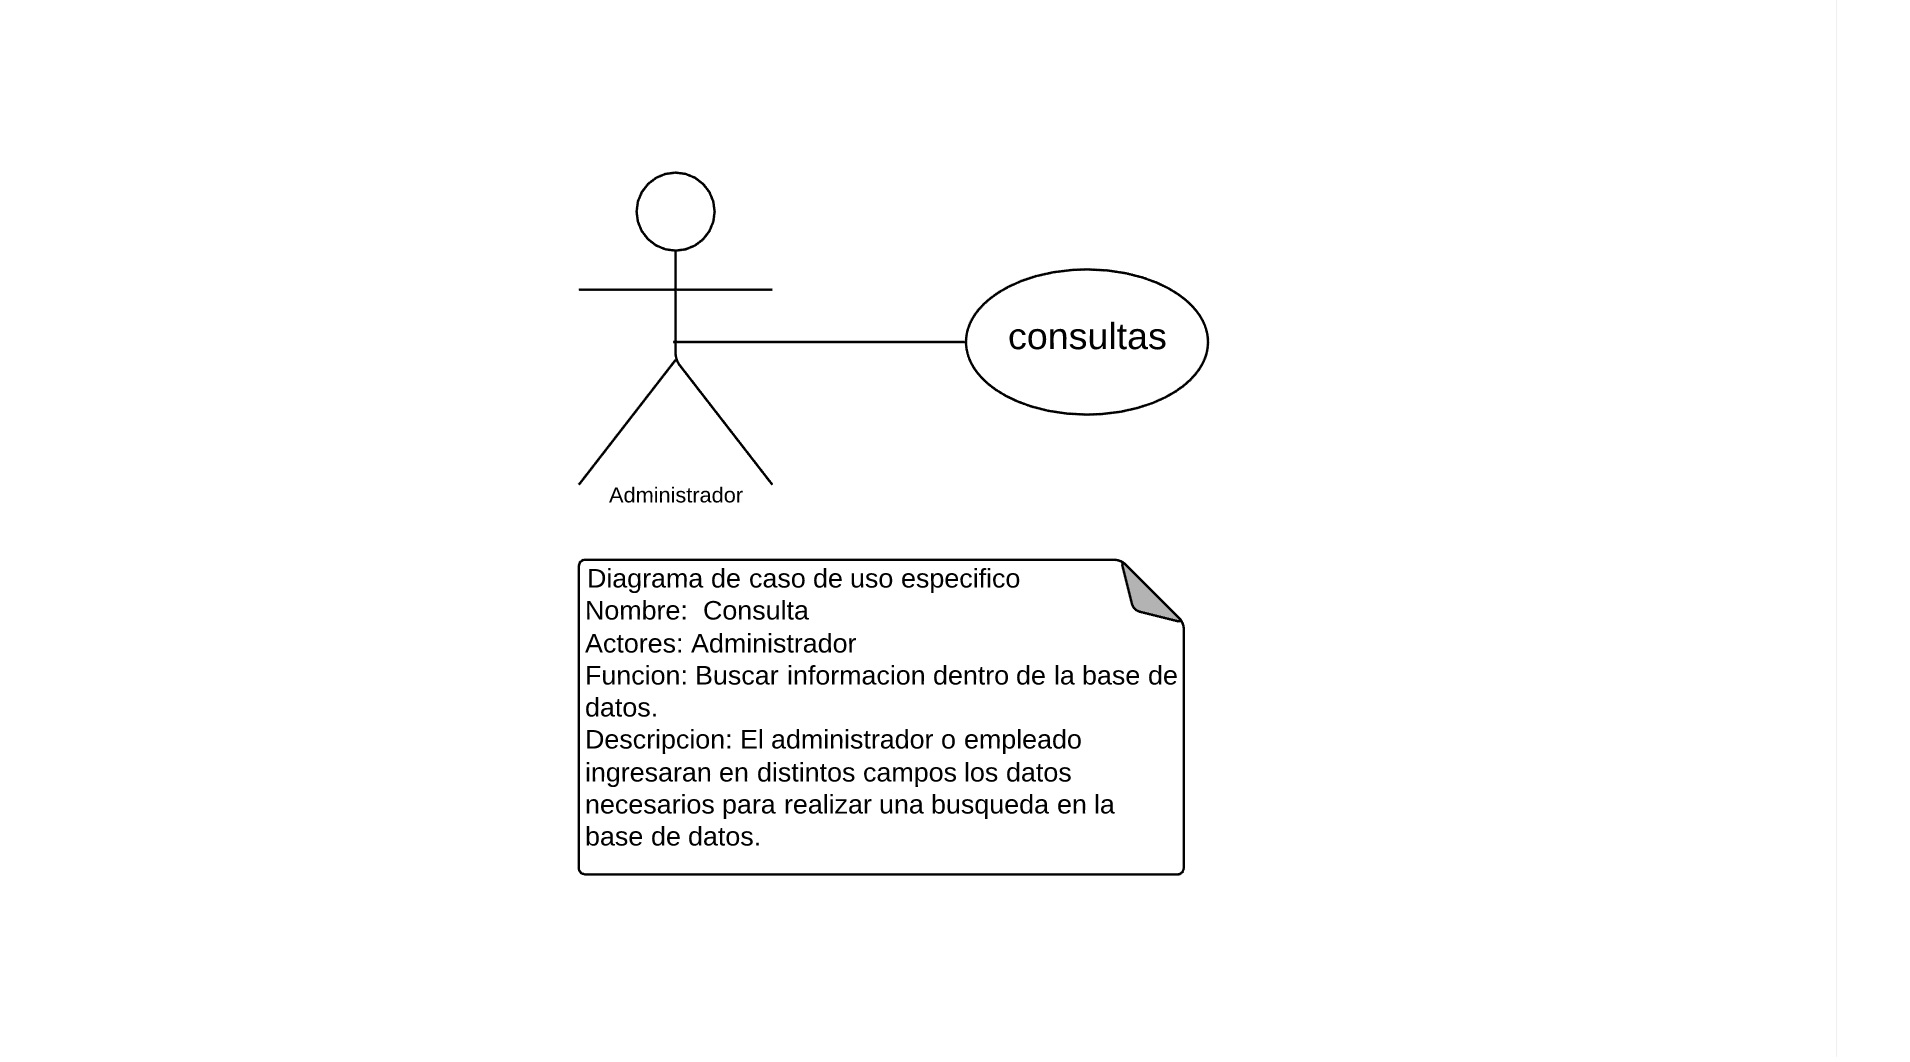 consultas
Administrador
Diagrama de caso de uso especifico
Nombre:  Consulta
Actores: Administrador
Funcion: Buscar informacion dentro de la base de
datos.
Descripcion: El administrador o empleado
ingresaran en distintos campos los datos
necesarios para realizar una busqueda en la
base de datos.